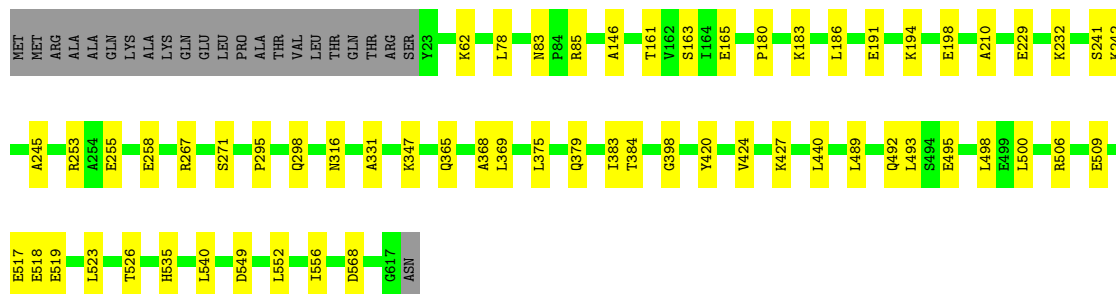 MET MET ARG ALA ALA GLN LYS ALA LYS GLN GLU LEU PRO ALA THR VAL LEU THR GLN THR ARG SER Y23 K62 L78 N83 P84 R85 A146 T161 V162 S163 I164 E165 P180 K183 L186 E191 K194 E198 A210 E229 K232 S241
A245 R253 A254 E255 E258 R267 S271 P295 Q298 N316 A331 K347 Q365 A368 L369 L375 Q379 I383 T384 G398 Y420 V424 K427 L440 L489 Q492 L493 S494 E495 L498 E499 L500 R506 E509
E517 E518 E519 L523 T526 H535 L540 D549 L552 I556 D568 G617 ASN